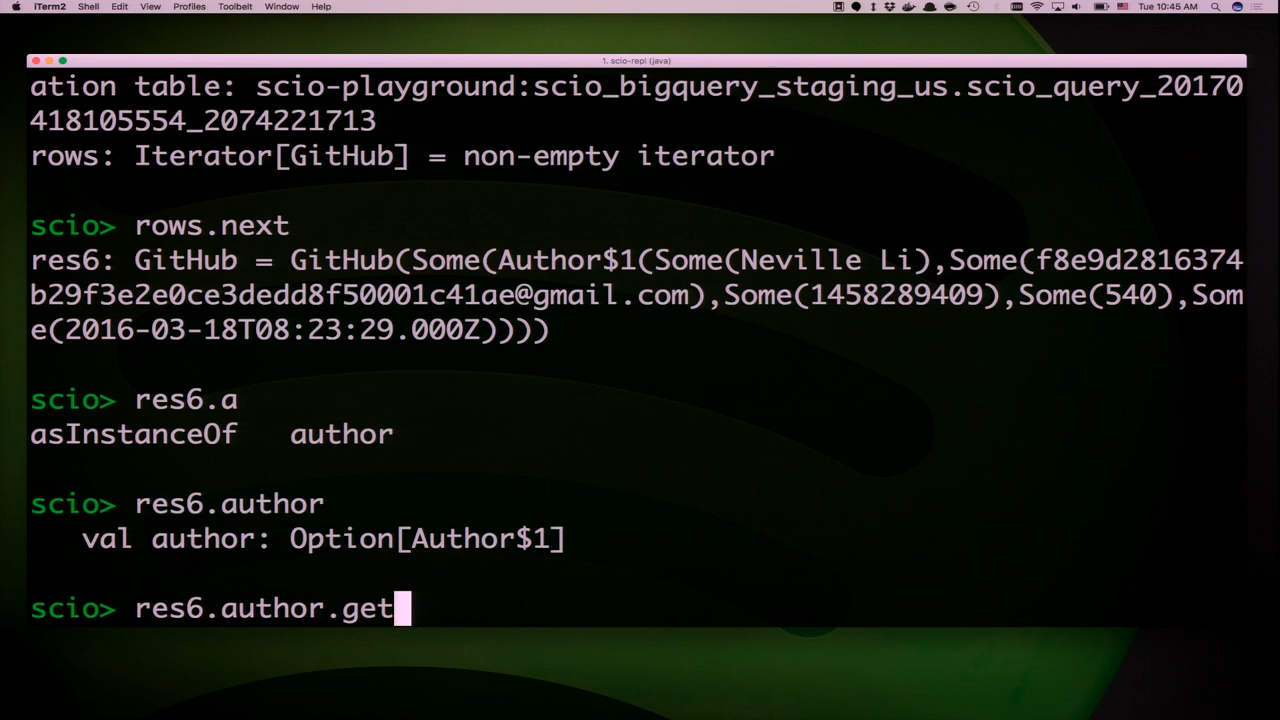 iTerm2 Shell Edit View Profiles Toolbelt Window Help Tue 10:45 AM
1. scio-repl (java)
ation table: scio-playground:scio_bigquery_staging_us.scio_query_20170
418105554_2074221713
rows: Iterator[GitHub] = non-empty iterator
scio> rows.next
res6: GitHub = GitHub(Some(Author$1(Some(Neville Li),Some(f8e9d2816374
b29f3e2e0ce3dedd8f50001c41ae@gmail.com),Some(1458289409),Some(540),Som
e(2016-03-18T08:23:29.000Z))))
scio> res6.a
asInstanceOf author
scio> res6.author
val author: Option[Author$1]
scio> res6.author.get